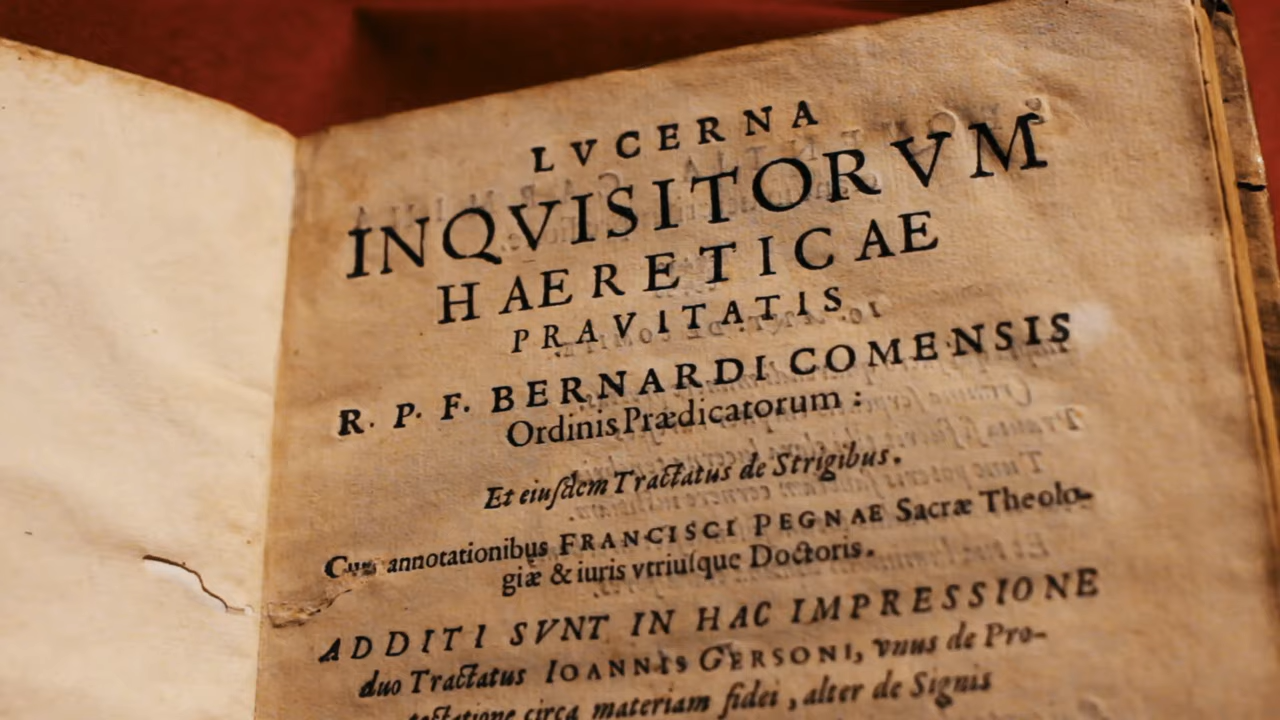 LVCERNA
INQVISITORVM
HAERETICAE
PRAVITATIS
R. P. F. BERNARDI COMENSIS
Ordinis Prædicatorum :
Et eiuſdem Tractatus de Strigibus.
Cum annotationibus FRANCISCI PEGNAE Sacræ Theolo-
giæ & iuris vtriuſque Doctoris.
ADDITI SVNT IN HAC IMPRESSIONE
duo Tractatus IOANNIS GERSONI, vnus de Pro-
teſtatione circa materiam fidei , alter de Signis